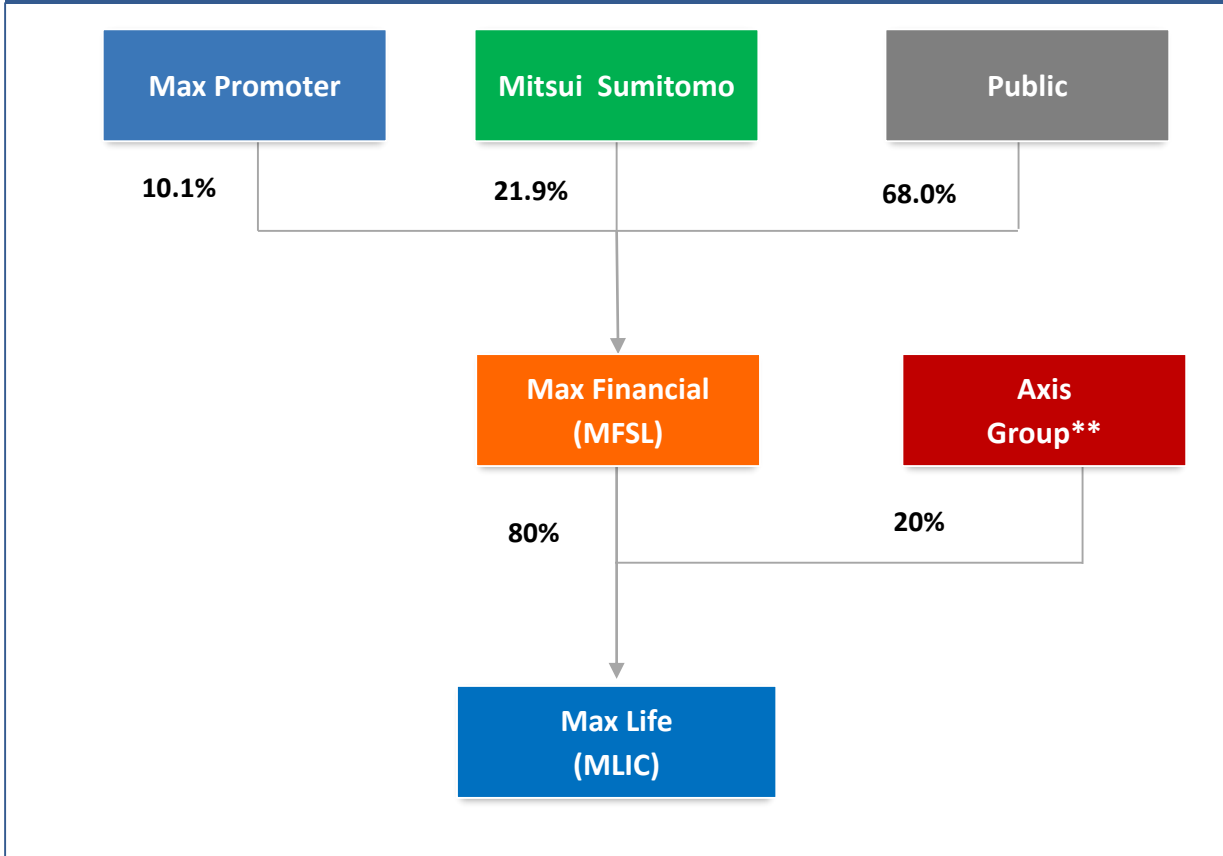 Max Promoter
Mitsui Sumitomo
Public
10.1%
21.9%
68.0%
Max Financial
(MFSL)
Axis
Group**
80%
20%
Max Life
(MLIC)